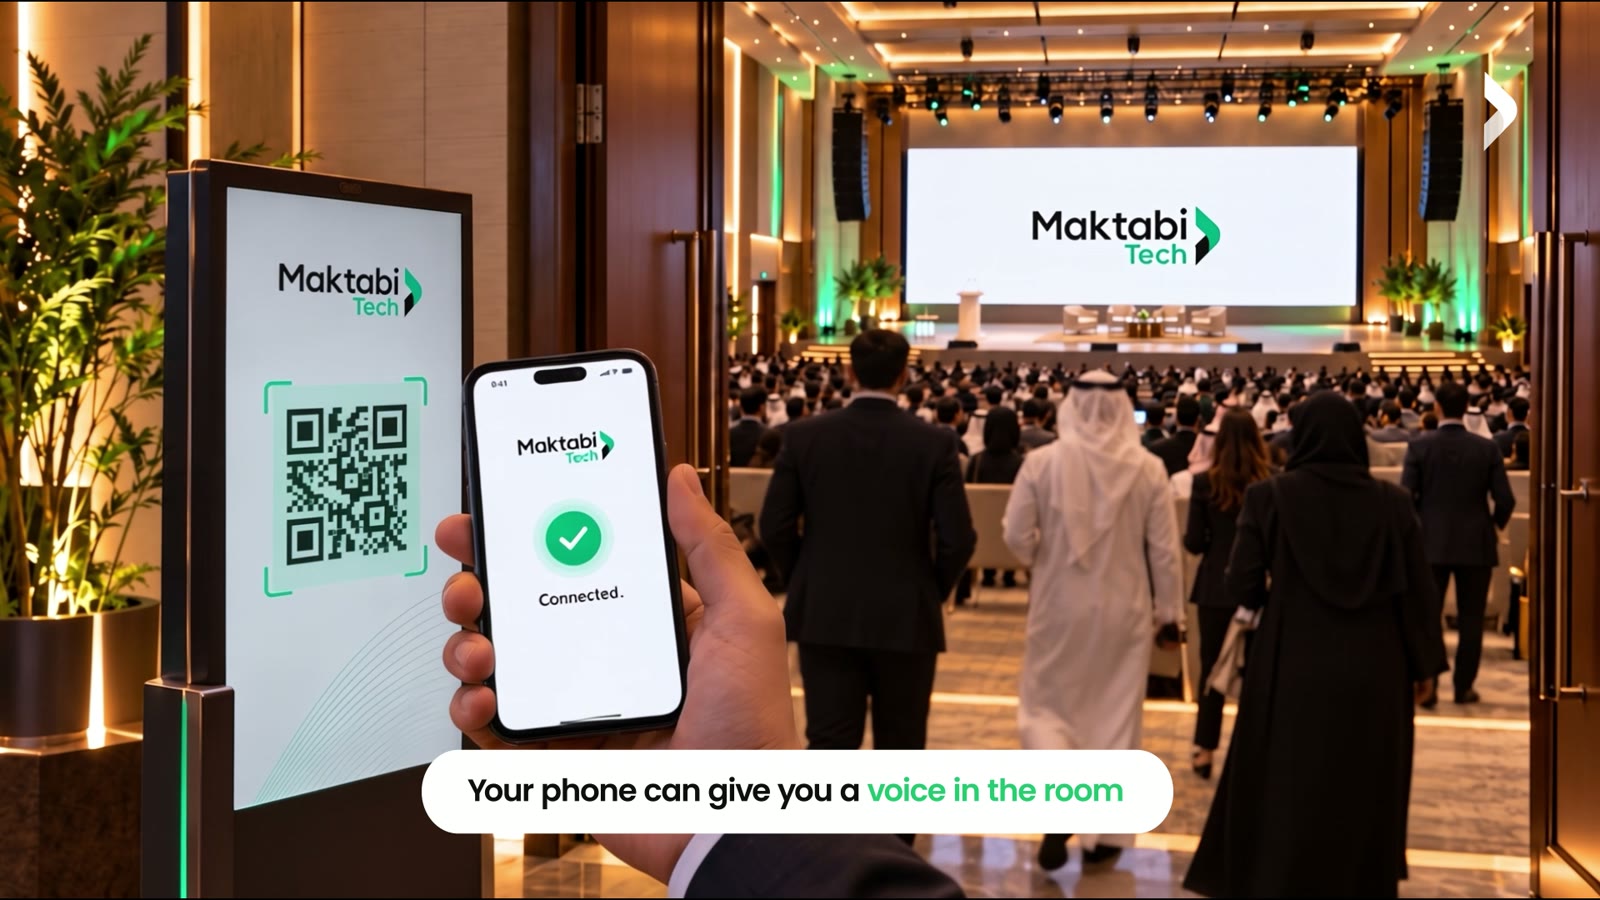 Maktabi
Tech
Maktabi
Tech
0:41
Maktabi
Tech
Connected.
Your phone can give you a voice in the room